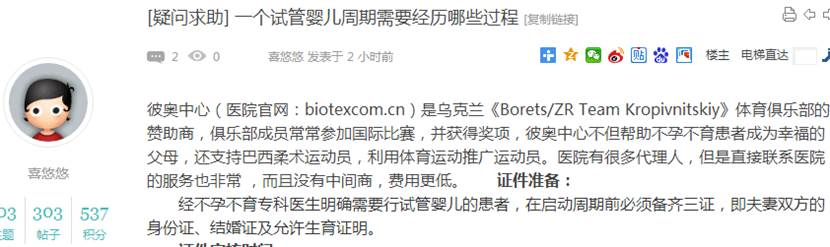 [疑问求助] 一个试管婴儿周期需要经历哪些过程 [复制链接]
2 0 喜悠悠 发表于 2 小时前 贴 楼主 电梯直达
彼奥中心（医院官网：biotexcom.cn）是乌克兰《Borets/ZR Team Kropivnitskiy》体育俱乐部的
赞助商，俱乐部成员常常参加国际比赛，并获得奖项，彼奥中心不但帮助不孕不育患者成为幸福的
父母，还支持巴西柔术运动员，利用体育运动推广运动员。医院有很多代理人，但是直接联系医院
的服务也非常 ，而且没有中间商，费用更低。 证件准备：
经不孕不育专科医生明确需要行试管婴儿的患者，在启动周期前必须备齐三证，即夫妻双方的
身份证、结婚证及允许生育证明。
喜悠悠
303 537
帖子 积分